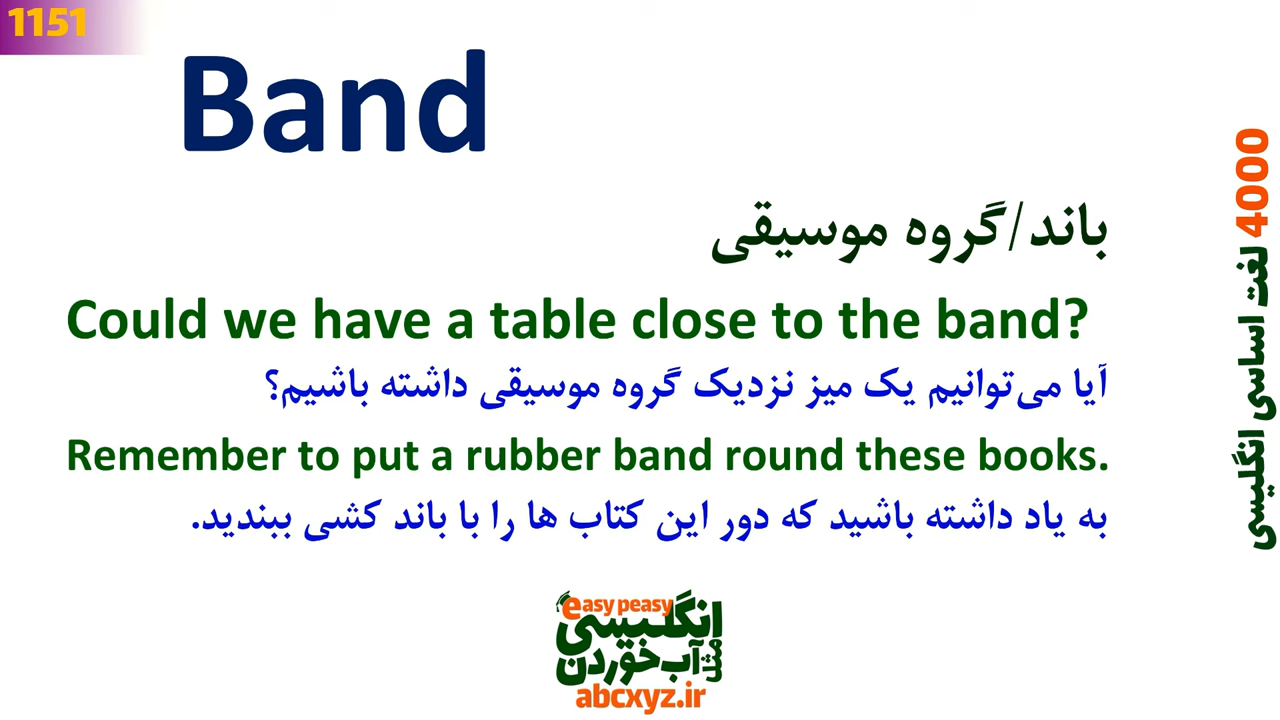 1151
Band
باند/گروه موسیقی
Could we have a table close to the band?
آیا می‌توانیم یک میز نزدیک گروه موسیقی داشته باشیم؟
Remember to put a rubber band round these books.
به یاد داشته باشید که دور این کتاب ها را با باند کشی ببندید.
4000 لغت اساسی انگلیسی
easy peasy
انگلیسی
مثل آب خوردن
abcxyz.ir